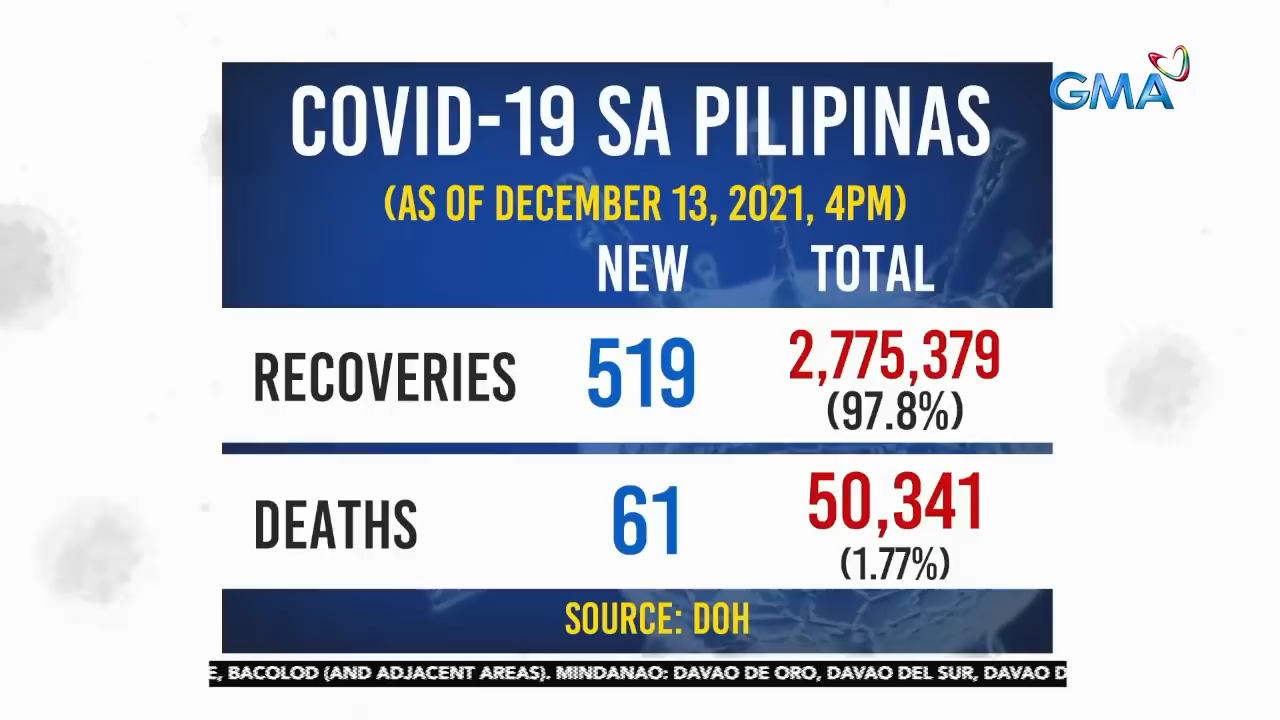 GMA
COVID-19 SA PILIPINAS
(AS OF DECEMBER 13, 2021, 4PM)
NEW TOTAL
RECOVERIES 519 2,775,379
(97.8%)
DEATHS 61 50,341
(1.77%)
SOURCE: DOH
E, BACOLOD (AND ADJACENT AREAS). MINDANAO: DAVAO DE ORO, DAVAO DEL SUR, DAVAO D